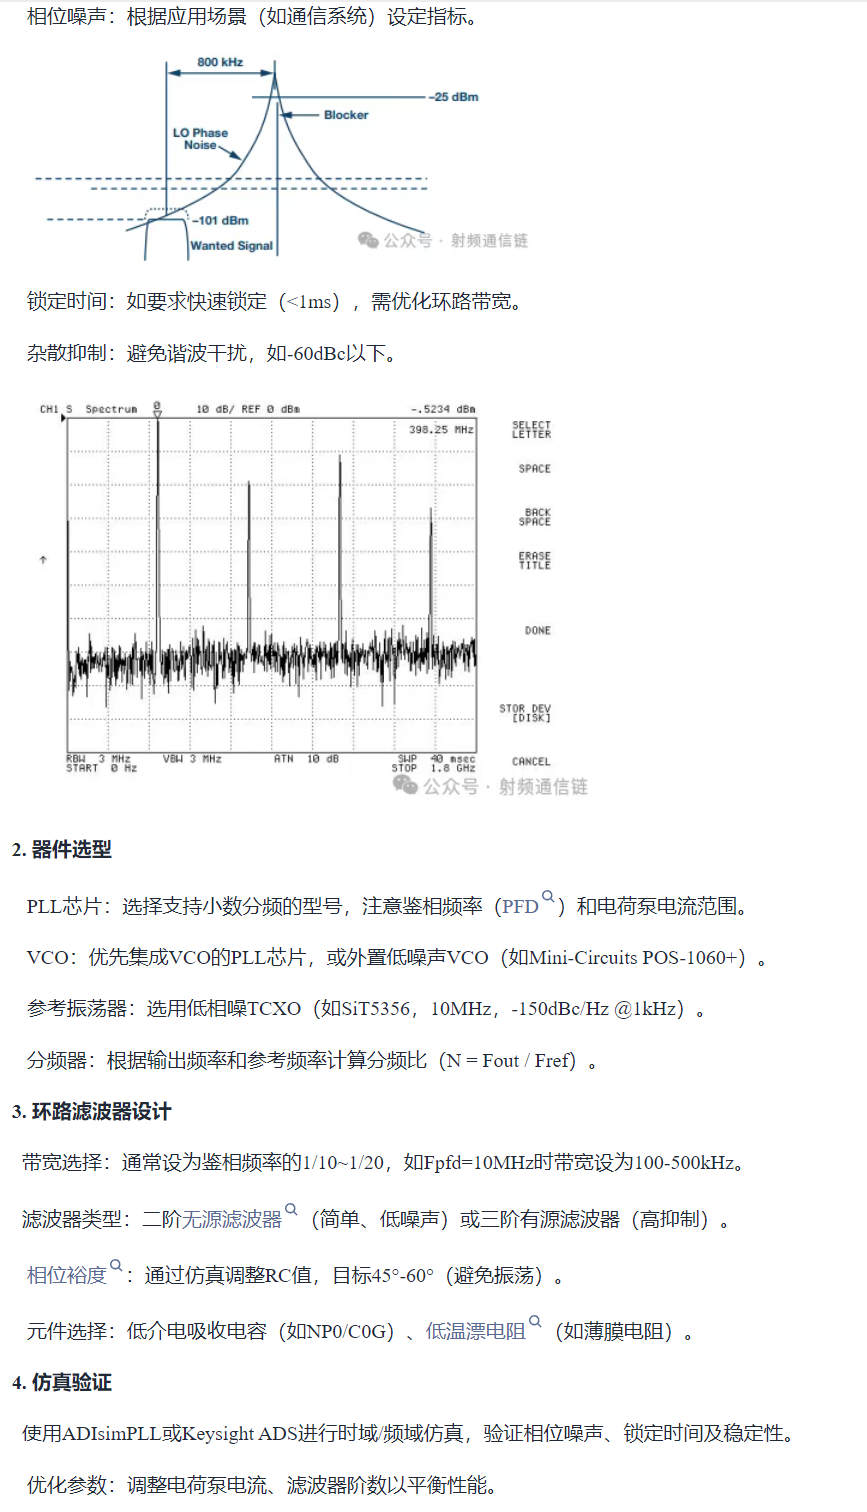 相位噪声：根据应用场景（如通信系统）设定指标。
800 kHz
-25 dBm
Blocker
LO Phase
Noise
-101 dBm
Wanted Signal
公众号 · 射频通信链
锁定时间：如要求快速锁定（<1ms），需优化环路带宽。
杂散抑制：避免谐波干扰，如-60dBc以下。
CH1 S Spectrum 0 10 dB/ REF 0 dBm -.5234 dBm
398.25 MHz
SELECT
LETTER
SPACE
BACK
SPACE
ERASE
TITLE
DONE
STOR DEV
[DISK]
CANCEL
RBW 3 MHz VBW 3 MHz ATN 10 dB SWP 40 msec
START 0 Hz STOP 1.8 GHz
公众号 · 射频通信链
2. 器件选型
PLL芯片：选择支持小数分频的型号，注意鉴相频率（PFD）和电荷泵电流范围。
VCO：优先集成VCO的PLL芯片，或外置低噪声VCO（如Mini-Circuits POS-1060+）。
参考振荡器：选用低相噪TCXO（如SiT5356，10MHz，-150dBc/Hz @1kHz）。
分频器：根据输出频率和参考频率计算分频比（N = Fout / Fref）。
3. 环路滤波器设计
带宽选择：通常设为鉴相频率的1/10~1/20，如Fpfd=10MHz时带宽设为100-500kHz。
滤波器类型：二阶无源滤波器（简单、低噪声）或三阶有源滤波器（高抑制）。
相位裕度：通过仿真调整RC值，目标45°-60°（避免振荡）。
元件选择：低介电吸收电容（如NP0/C0G）、低温漂电阻（如薄膜电阻）。
4. 仿真验证
使用ADIsimPLL或Keysight ADS进行时域/频域仿真，验证相位噪声、锁定时间及稳定性。
优化参数：调整电荷泵电流、滤波器阶数以平衡性能。